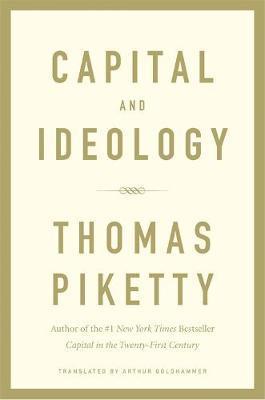 CAPITAL
AND
IDEOLOGY
THOMAS
PIKETTY
Author of the #1 New York Times Bestseller
Capital in the Twenty-First Century
TRANSLATED BY ARTHUR GOLDHAMMER